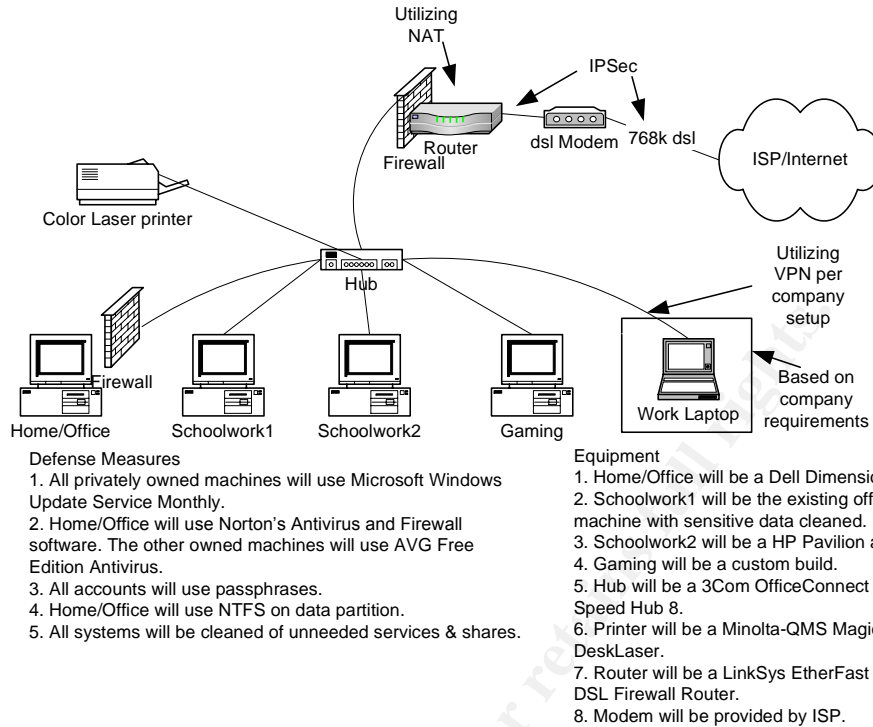 Utilizing
NAT
IPSec
Router
Firewall
dsl Modem
768k dsl
ISP/Internet
Color Laser printer
Hub
Utilizing
VPN per
company
setup
Firewall
Based on
company
requirements
Home/Office
Schoolwork1
Schoolwork2
Gaming
Work Laptop
Defense Measures
1. All privately owned machines will use Microsoft Windows
Update Service Monthly.
2. Home/Office will use Norton's Antivirus and Firewall
software. The other owned machines will use AVG Free
Edition Antivirus.
3. All accounts will use passphrases.
4. Home/Office will use NTFS on data partition.
5. All systems will be cleaned of unneeded services & shares.
Equipment
1. Home/Office will be a Dell Dimensio
2. Schoolwork1 will be the existing off
machine with sensitive data cleaned.
3. Schoolwork2 will be a HP Pavilion a
4. Gaming will be a custom build.
5. Hub will be a 3Com OfficeConnect
Speed Hub 8.
6. Printer will be a Minolta-QMS Magic
DeskLaser.
7. Router will be a LinkSys EtherFast
DSL Firewall Router.
8. Modem will be provided by ISP.